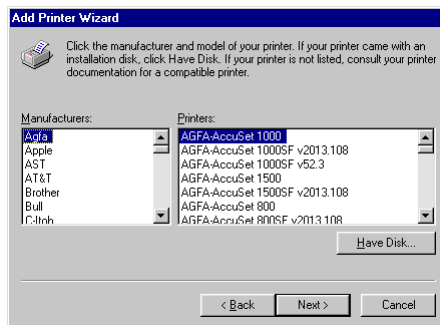 Add Printer Wizard
Click the manufacturer and model of your printer. If your printer came with an
installation disk, click Have Disk. If your printer is not listed, consult your printer
documentation for a compatible printer.
Manufacturers:
Agfa
Apple
AST
AT&T
Brother
Bull
C-Itoh
Printers:
AGFA-AccuSet 1000
AGFA-AccuSet 1000SF v2013.108
AGFA-AccuSet 1000SF v52.3
AGFA-AccuSet 1500
AGFA-AccuSet 1500SF v2013.108
AGFA-AccuSet 800
AGFA-AccuSet 800SF v2013.108
Have Disk...
< Back
Next >
Cancel